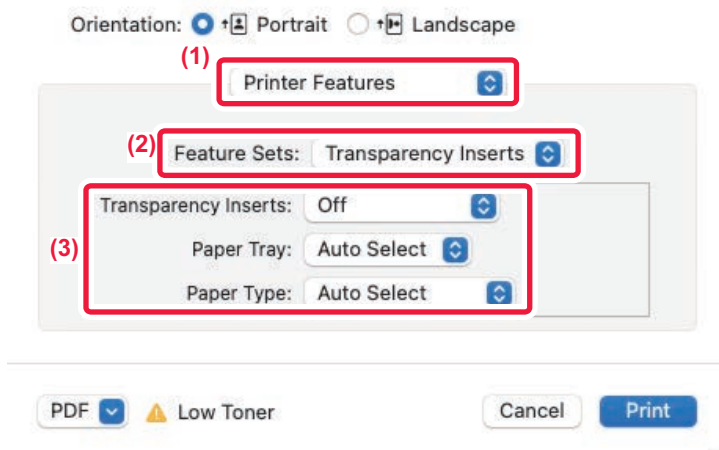 Orientation: Portrait Landscape
(1)
Printer Features
(2)
Feature Sets: Transparency Inserts
(3)
Transparency Inserts: Off
Paper Tray: Auto Select
Paper Type: Auto Select
PDF Low Toner Cancel Print